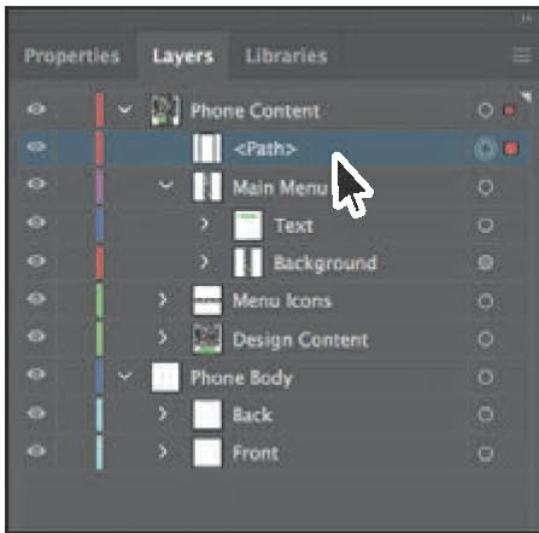 Properties Layers Libraries
Phone Content
<Path>
Main Menu
Text
Background
Menu Icons
Design Content
Phone Body
Back
Front